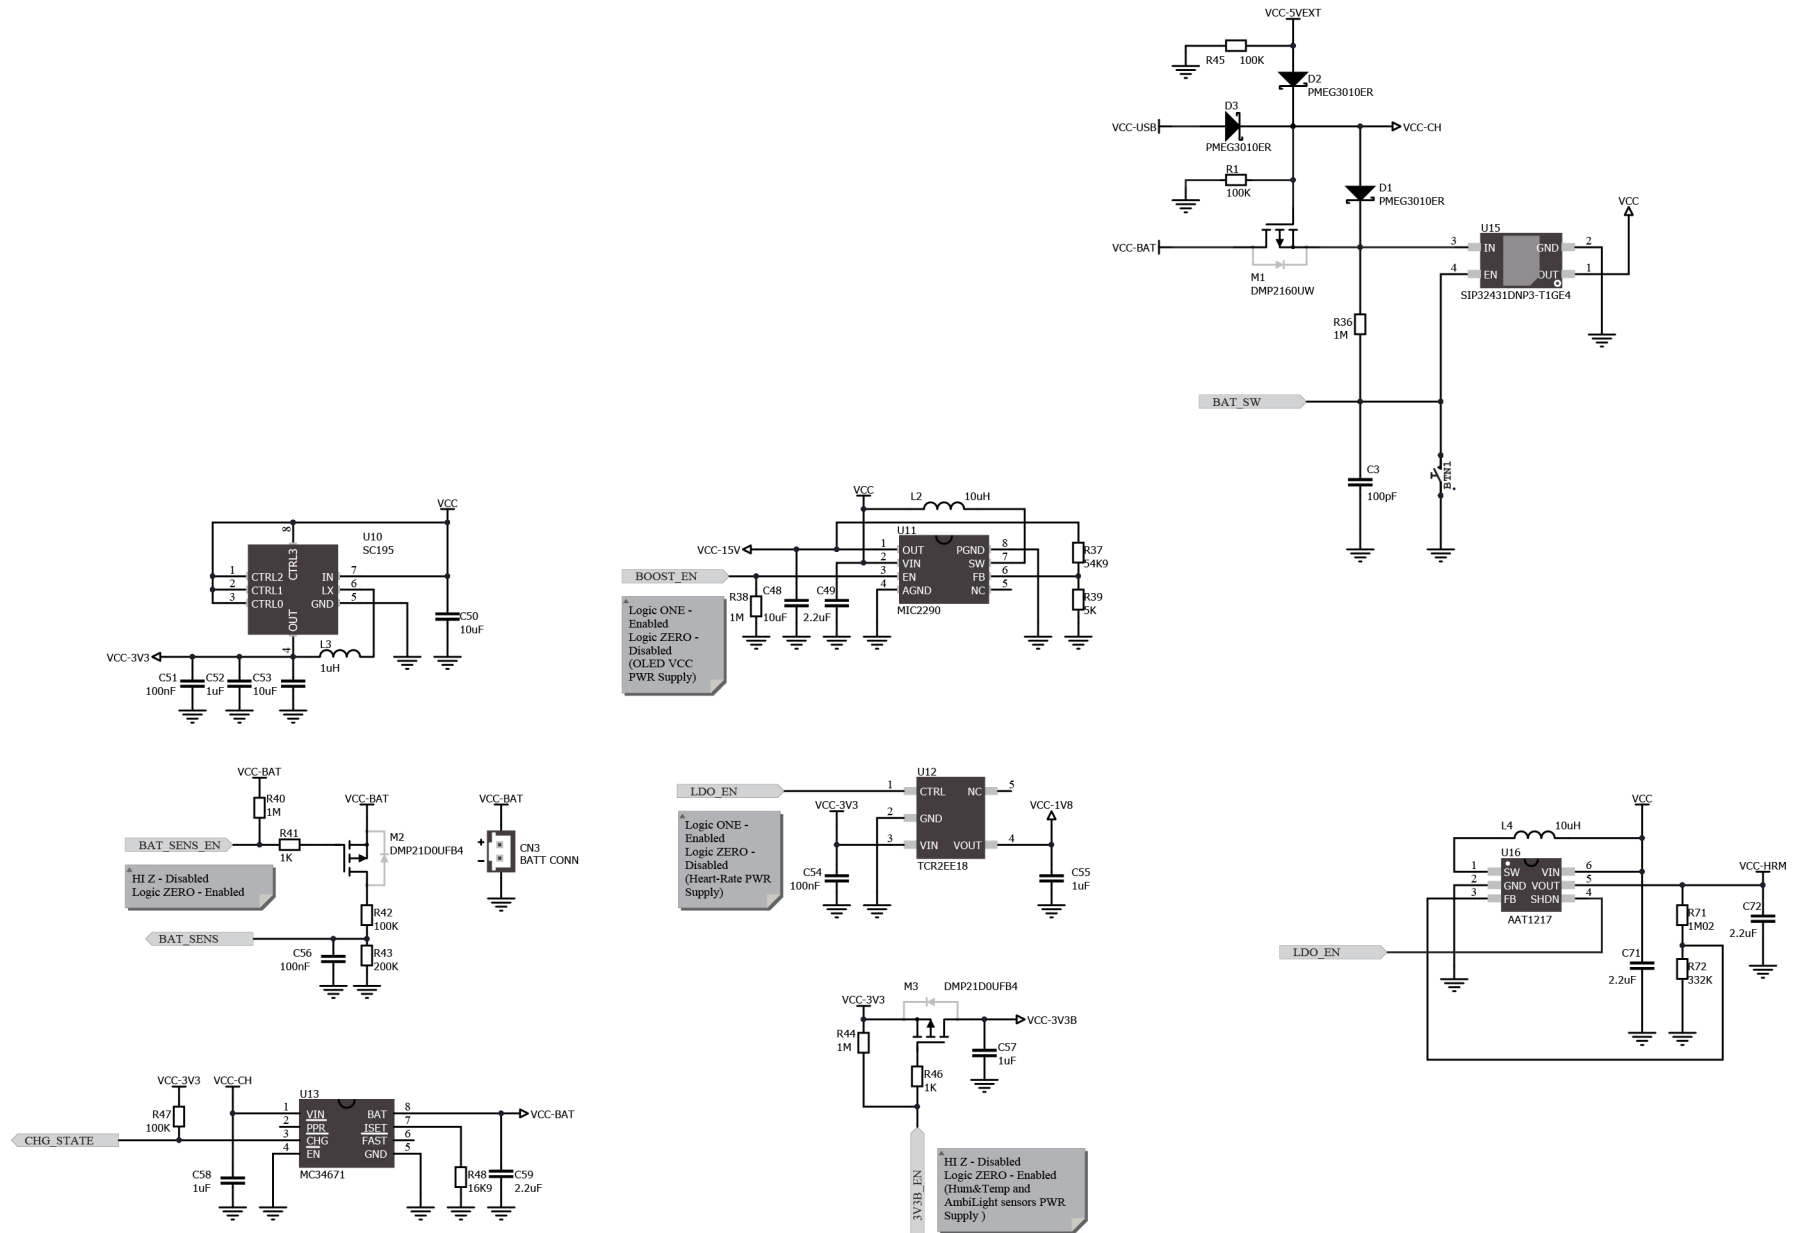 VCC-5VEXT
R45 100K
D2
PMEG3010ER
D3
VCC-USB
VCC-CH
PMEG3010ER
R1
100K
D1
PMEG3010ER
VCC
VCC-BAT
M1
DMP2160UW
U15
3 IN GND 2
4 EN OUT 1
SIP32431DNP3-T1GE4
R36
1M
BAT_SW
C3
100pF
BTN1
VCC
U10
SC195
8
CTRL3
1 CTRL2 IN 7
2 CTRL1 LX 6
3 CTRL0 GND 5
OUT
4
C50
10uF
L3
1uH
VCC-3V3
C51
100nF
C52
1uF
C53
10uF
VCC
L2 10uH
U11
VCC-15V
1 OUT PGND 8
2 VIN SW 7
3 EN FB 6
4 AGND NC 5
MIC2290
BOOST_EN
R37
54K9
R38
1M
C48
10uF
C49
2.2uF
R39
5K
Logic ONE -
Enabled
Logic ZERO -
Disabled
(OLED VCC
PWR Supply)
VCC-BAT
R40
1M
VCC-BAT
BAT_SENS_EN
R41
1K
M2
DMP21D0UFB4
HI Z - Disabled
Logic ZERO - Enabled
R42
100K
BAT_SENS
C56
100nF
R43
200K
VCC-BAT
+
-
CN3
BATT CONN
U12
LDO_EN
1 CTRL NC 5
2 GND
3 VIN VOUT 4
TCR2EE18
VCC-3V3
VCC-1V8
Logic ONE -
Enabled
Logic ZERO -
Disabled
(Heart-Rate PWR
Supply)
C54
100nF
C55
1uF
VCC
L4 10uH
U16
1 SW VIN 6
2 GND VOUT 5
3 FB SHDN 4
AAT1217
VCC-HRM
R71
1M02
C72
2.2uF
LDO_EN
C71
2.2uF
R72
332K
M3 DMP21D0UFB4
VCC-3V3
VCC-3V3B
R44
1M
C57
1uF
R46
1K
3V3B_EN
HI Z - Disabled
Logic ZERO - Enabled
(Hum&Temp and
AmbiLight sensors PWR
Supply )
VCC-3V3 VCC-CH
R47
100K
U13
1 VIN BAT 8
2 PPR ISET 7
3 CHG FAST 6
4 EN GND 5
MC34671
VCC-BAT
CHG_STATE
C58
1uF
R48
16K9
C59
2.2uF